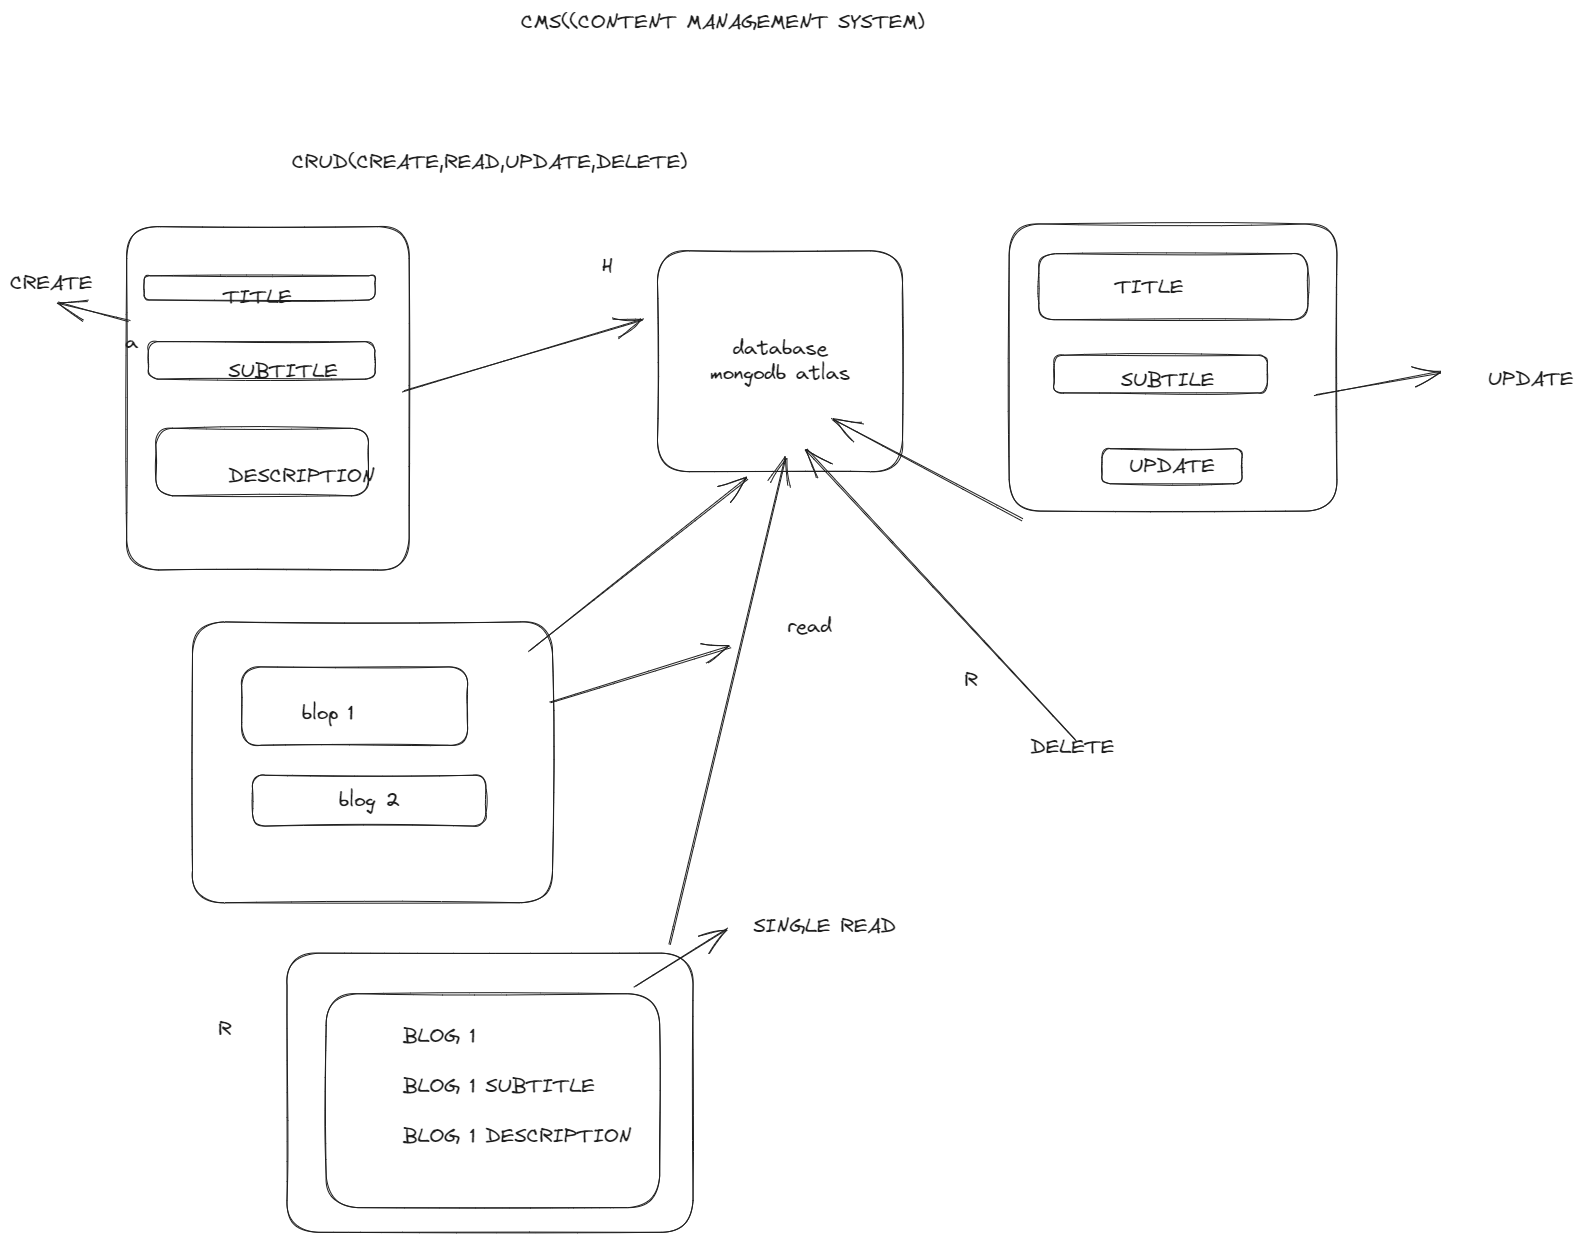 CMS((CONTENT MANAGEMENT SYSTEM)
CRUD(CREATE,READ,UPDATE,DELETE)
CREATE
a
TITLE
SUBTITLE
DESCRIPTION
H
database
mongodb atlas
TITLE
SUBTILE
UPDATE
UPDATE
read
R
DELETE
blop 1
blog 2
SINGLE READ
R
BLOG 1
BLOG 1 SUBTITLE
BLOG 1 DESCRIPTION